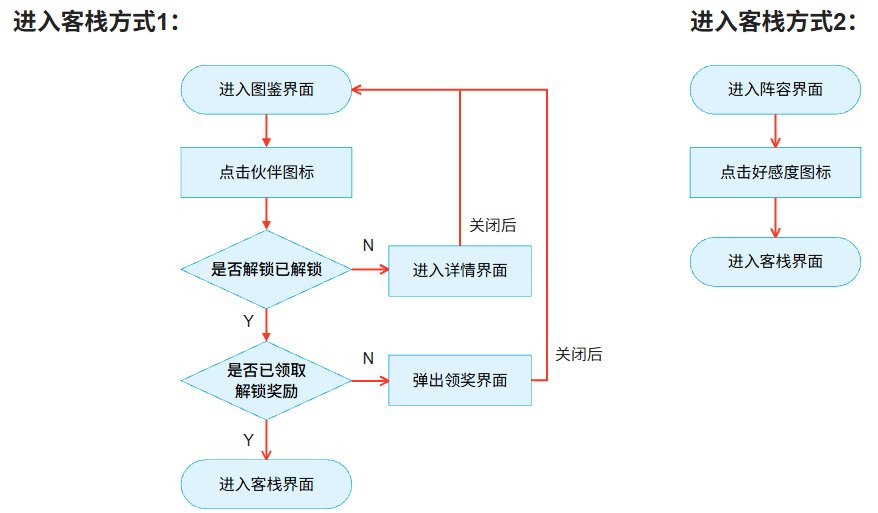 进入客栈方式1：
进入客栈方式2：
进入图鉴界面
点击伙伴图标
是否解锁已解锁
N
进入详情界面
关闭后
Y
是否已领取
解锁奖励
N
弹出领奖界面
关闭后
Y
进入客栈界面
进入阵容界面
点击好感度图标
进入客栈界面